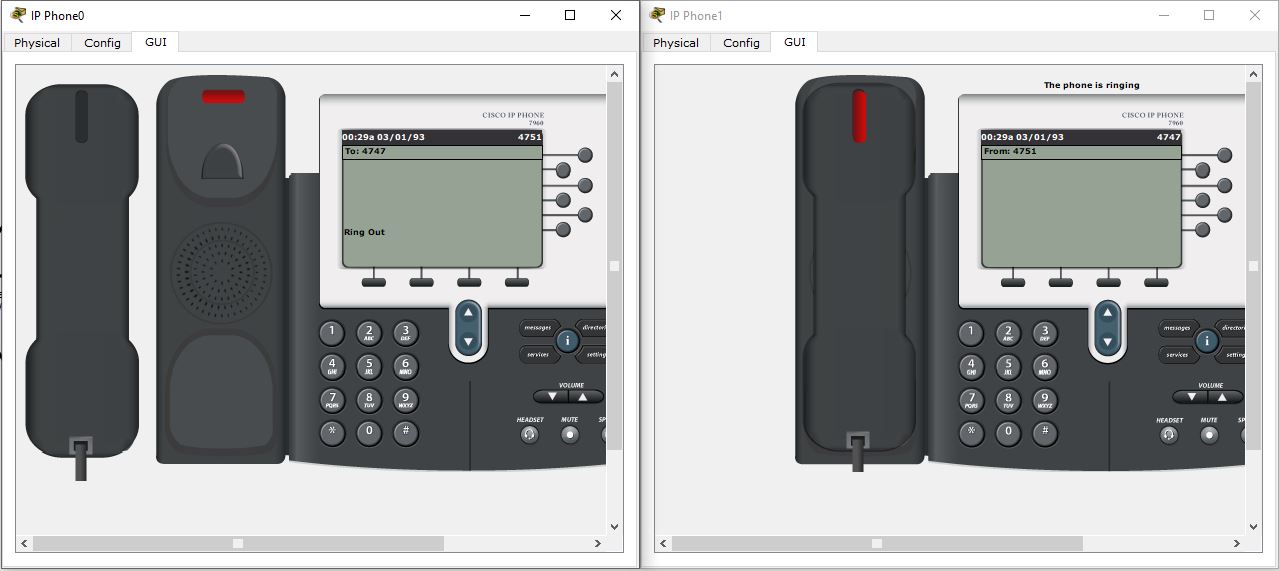 IP Phone0
Physical Config GUI
CISCO IP PHONE
7960
00:29a 03/01/93 4751
To: 4747
Ring Out
1 2 ABC 3 DEF
4 GHI 5 JKL 6 MNO
7 PQRS 8 TUV 9 WXYZ
* 0 #
messages directori
i
services setting
VOLUME
HEADSET MUTE SP
IP Phone1
Physical Config GUI
The phone is ringing
CISCO IP PHONE
7960
00:29a 03/01/93 4747
From: 4751
1 2 ABC 3 DEF
4 GHI 5 JKL 6 MNO
7 PQRS 8 TUV 9 WXYZ
* 0 #
messages directori
i
services setting
VOLUME
HEADSET MUTE SP